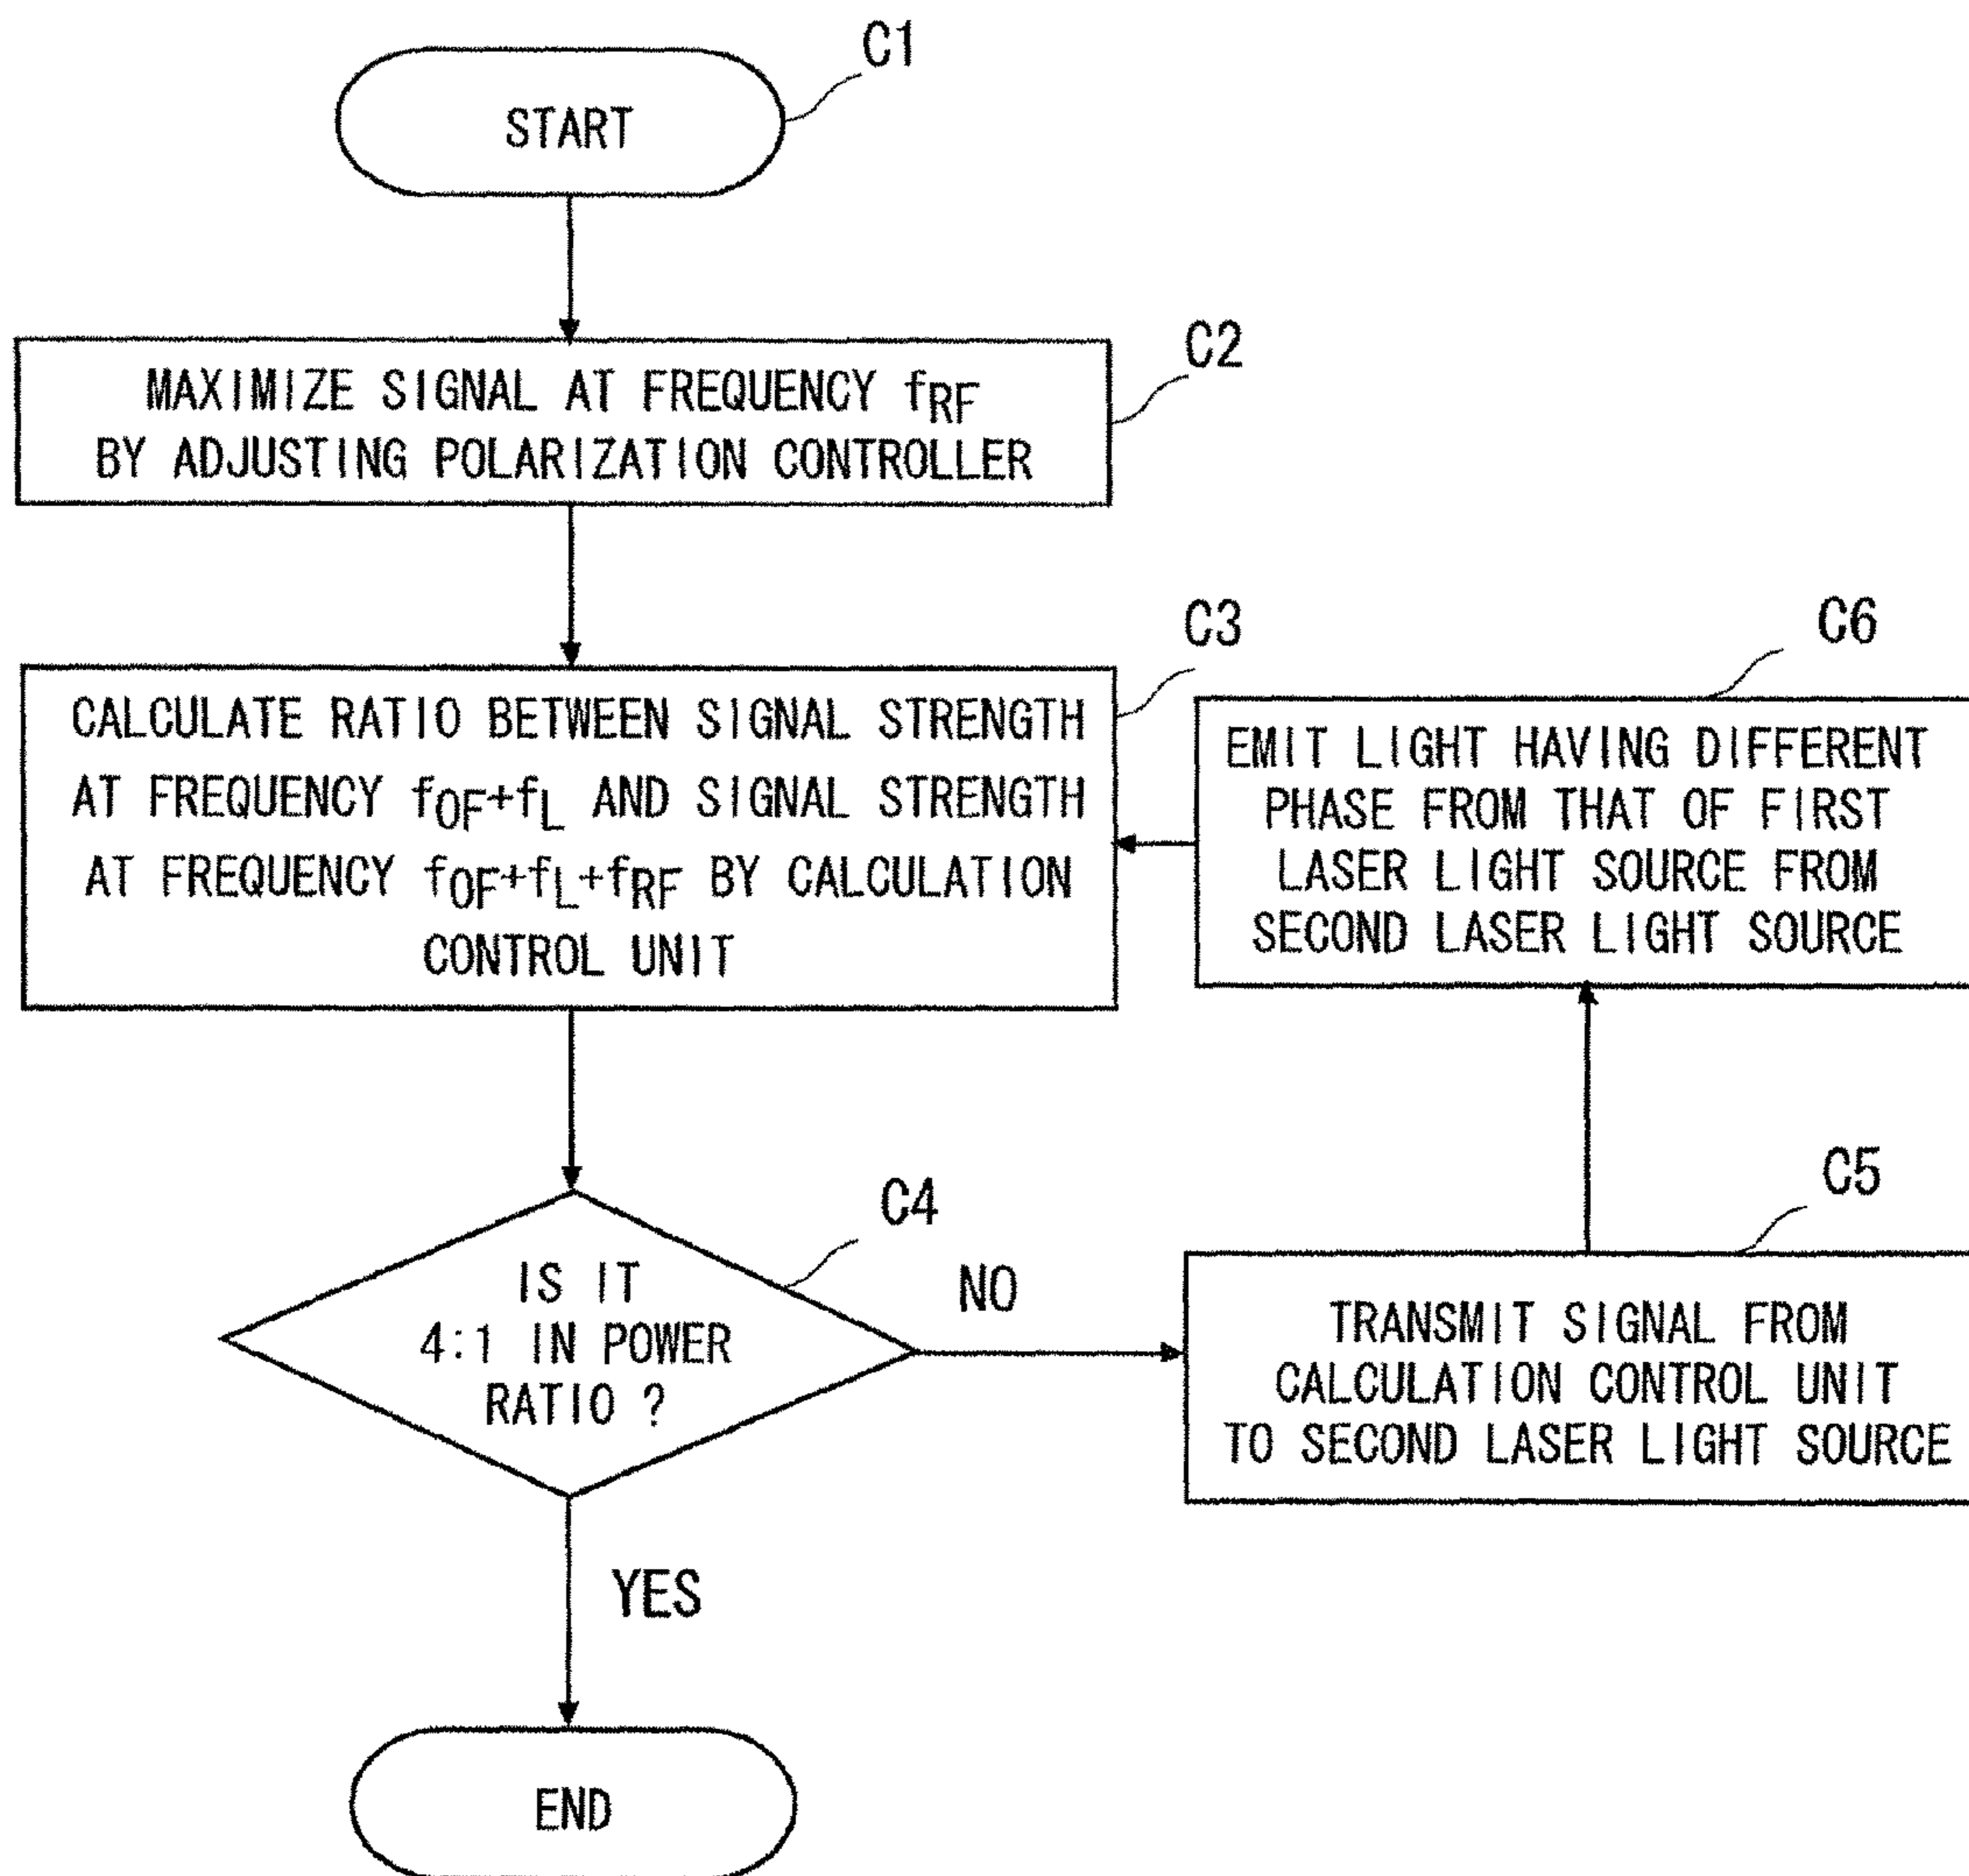 C1
START
C2
MAXIMIZE SIGNAL AT FREQUENCY fRF
BY ADJUSTING POLARIZATION CONTROLLER
C3
CALCULATE RATIO BETWEEN SIGNAL STRENGTH
AT FREQUENCY fOF+fL AND SIGNAL STRENGTH
AT FREQUENCY fOF+fL+fRF BY CALCULATION
CONTROL UNIT
C6
EMIT LIGHT HAVING DIFFERENT
PHASE FROM THAT OF FIRST
LASER LIGHT SOURCE FROM
SECOND LASER LIGHT SOURCE
C4
IS IT
4:1 IN POWER
RATIO ?
NO
C5
TRANSMIT SIGNAL FROM
CALCULATION CONTROL UNIT
TO SECOND LASER LIGHT SOURCE
YES
END